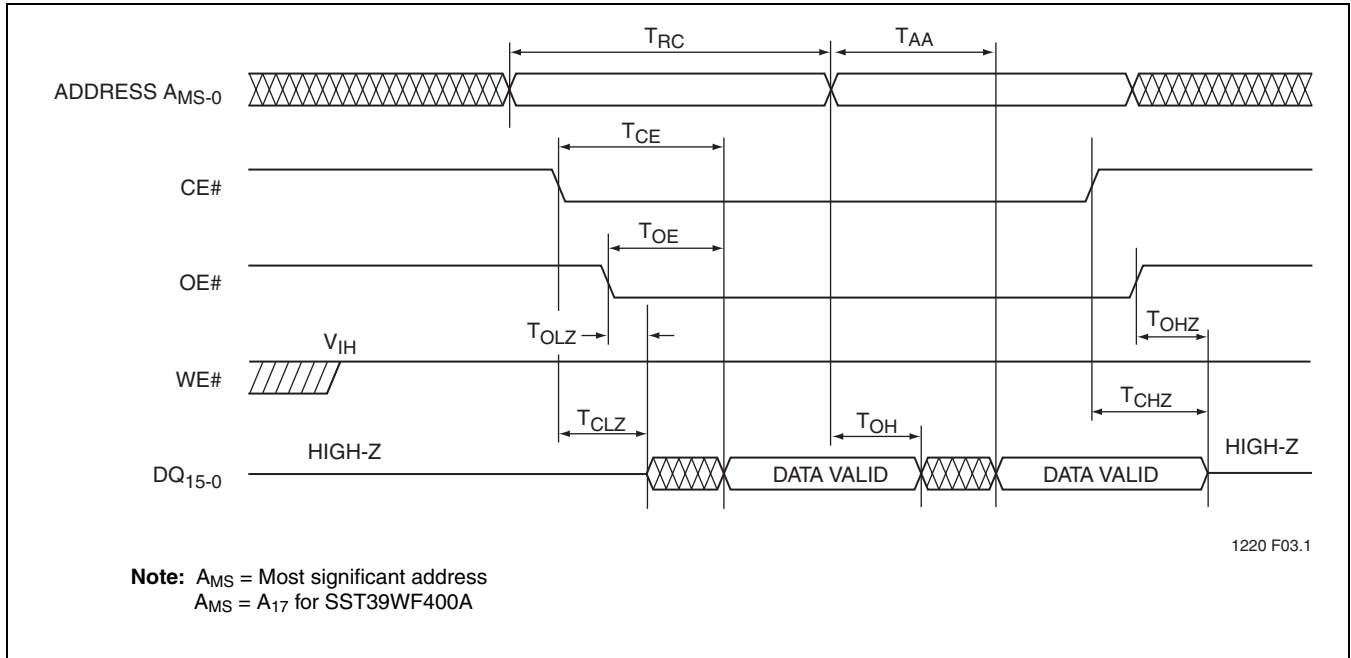 TRC
TAA
ADDRESS AMS-0
TCE
CE#
TOE
OE#
TOLZ
TOHZ
VIH
WE#
TCHZ
TCLZ
TOH
HIGH-Z
HIGH-Z
DQ15-0
DATA VALID
DATA VALID
1220 F03.1
Note: AMS = Most significant address
AMS = A17 for SST39WF400A